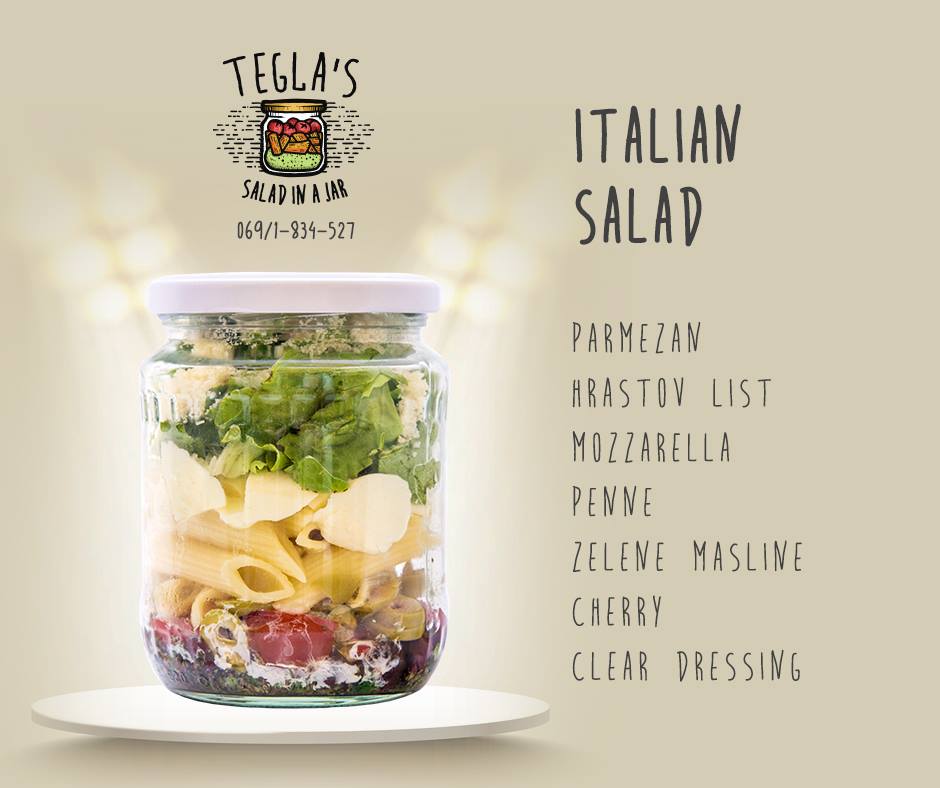 TEGLA'S
SALAD IN A JAR
069/1-834-527
ITALIAN
SALAD
PARMEZAN
HRASTOV LIST
MOZZARELLA
PENNE
ZELENE MASLINE
CHERRY
CLEAR DRESSING